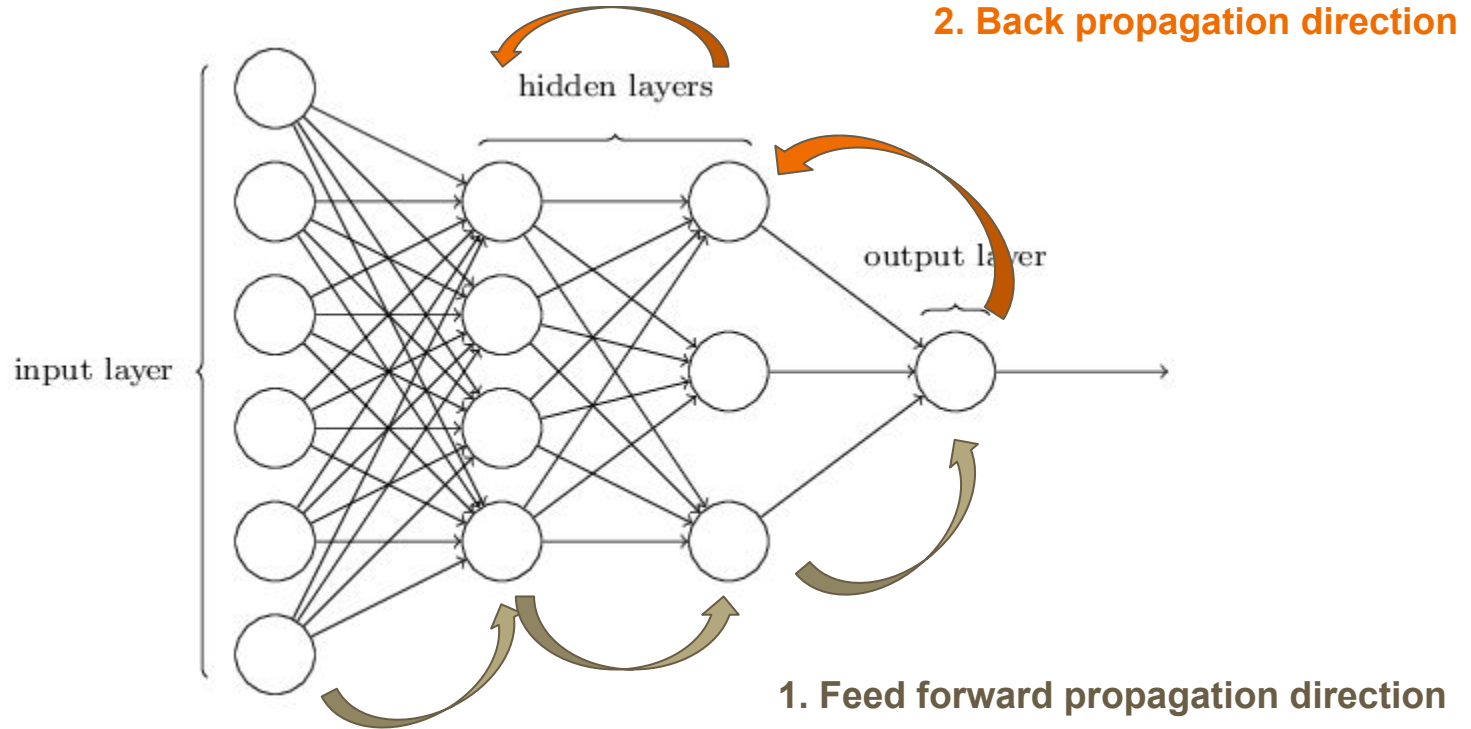 2. Back propagation direction
hidden layers
output layer
input layer
1. Feed forward propagation direction